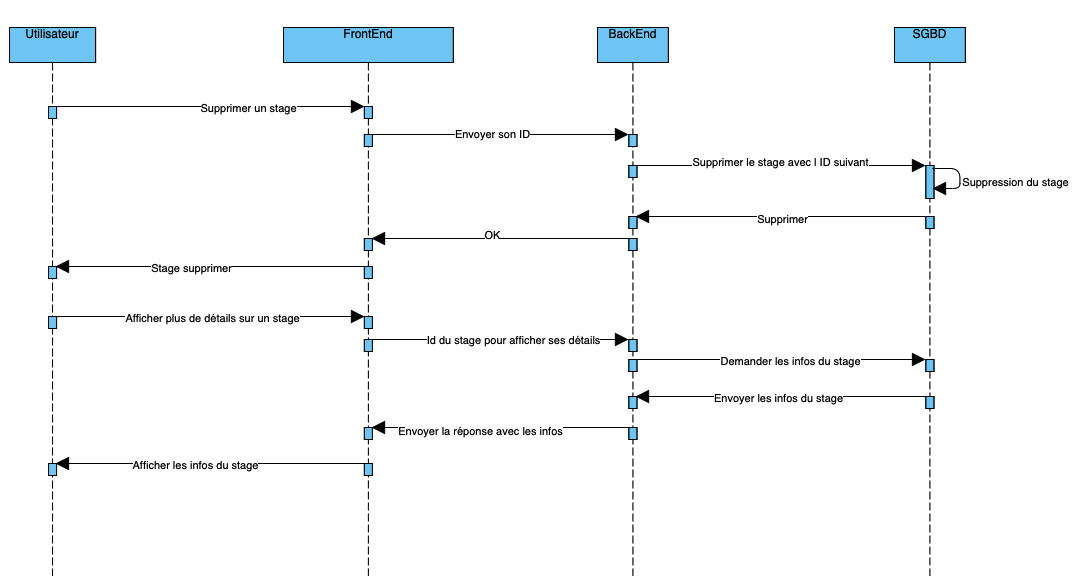 Utilisateur
FrontEnd
BackEnd
SGBD
Supprimer un stage
Envoyer son ID
Supprimer le stage avec l ID suivant
Suppression du stage
Supprimer
OK
Stage supprimer
Afficher plus de détails sur un stage
Id du stage pour afficher ses détails
Demander les infos du stage
Envoyer les infos du stage
Envoyer la réponse avec les infos
Afficher les infos du stage